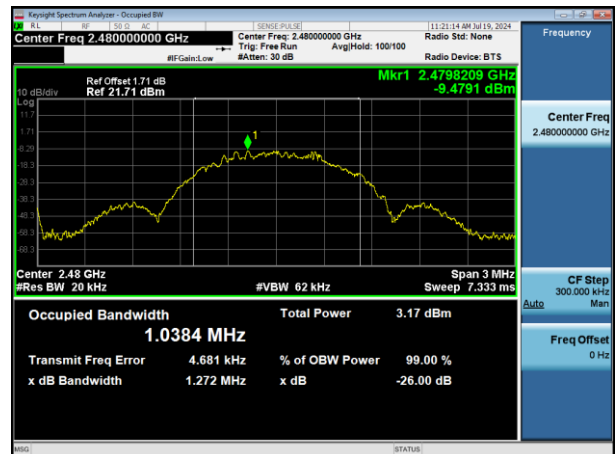 Keysight Spectrum Analyzer - Occupied BW
RL RF 50 Ω AC SENSE:PULSE 11:21:14 AM Jul 19, 2024
Center Freq 2.480000000 GHz
Center Freq: 2.480000000 GHz
Radio Std: None
Trig: Free Run Avg|Hold: 100/100
#IFGain:Low #Atten: 30 dB Radio Device: BTS
Frequency
Ref Offset 1.71 dB
Mkr1 2.4798209 GHz
10 dB/div Ref 21.71 dBm -9.4791 dBm
Log
11.7
1.71
-8.29
-18.3
-28.3
-38.3
-48.3
-58.3
-68.3
1
Center 2.48 GHz Span 3 MHz
#Res BW 20 kHz #VBW 62 kHz Sweep 7.333 ms
Occupied Bandwidth Total Power 3.17 dBm
1.0384 MHz
Transmit Freq Error 4.681 kHz % of OBW Power 99.00 %
x dB Bandwidth 1.272 MHz x dB -26.00 dB
Center Freq
2.480000000 GHz
CF Step
300.000 kHz
Auto Man
Freq Offset
0 Hz
MSG STATUS